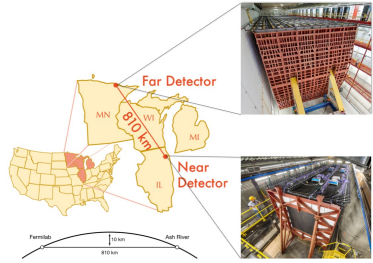 Far Detector
MN
WI
810 km
MI
Near
Detector
IL
Fermilab
Ash River
10 km
810 km